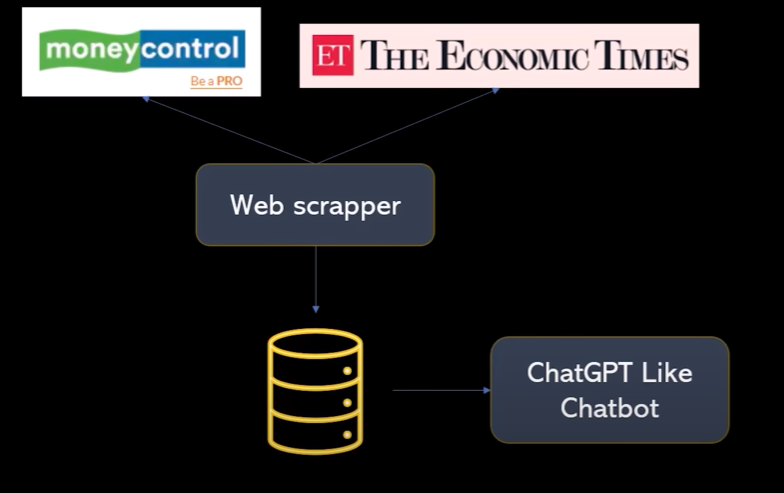 moneycontrol
Be a PRO
ET THE ECONOMIC TIMES
Web scrapper
ChatGPT Like
Chatbot